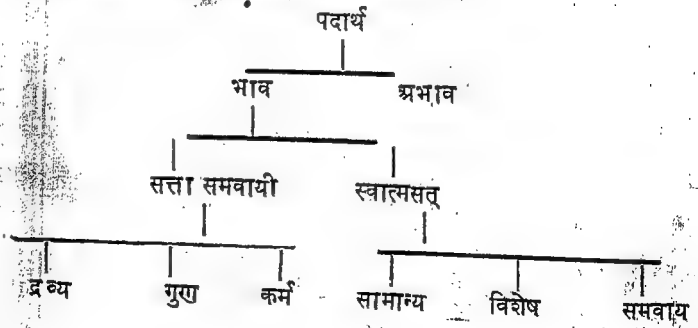 पदार्थ
भाव अभाव
सत्ता समवायी स्वात्मसत्
द्रव्य गुण कर्म सामान्य विशेष समवाय